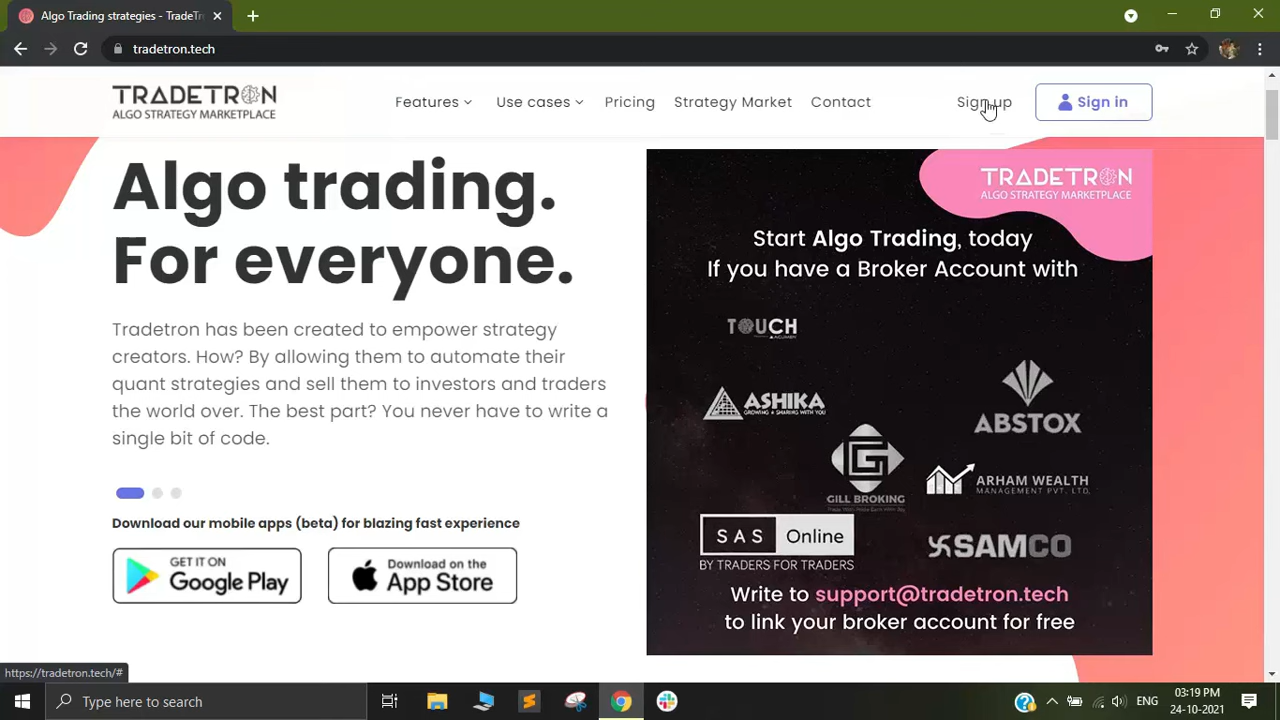 Algo Trading strategies - TradeTr
tradetron.tech
TRADETRON
ALGO STRATEGY MARKETPLACE
Features
Use cases
Pricing
Strategy Market
Contact
Sign up
Sign in
Algo trading.
For everyone.
Tradetron has been created to empower strategy
creators. How? By allowing them to automate their
quant strategies and sell them to investors and traders
the world over. The best part? You never have to write a
single bit of code.
Download our mobile apps (beta) for blazing fast experience
GET IT ON
Google Play
Download on the
App Store
TRADETRON
ALGO STRATEGY MARKETPLACE
Start Algo Trading, today
If you have a Broker Account with
TOUCH
ASHIKA
GROWING & SHARING WITH YOU
ABSTOX
GILL BROKING
ARHAM WEALTH
MANAGEMENT PVT. LTD.
SAS Online
BY TRADERS FOR TRADERS
SAMCO
Write to support@tradetron.tech
to link your broker account for free
https://tradetron.tech/#
Type here to search
ENG
03:19 PM
24-10-2021